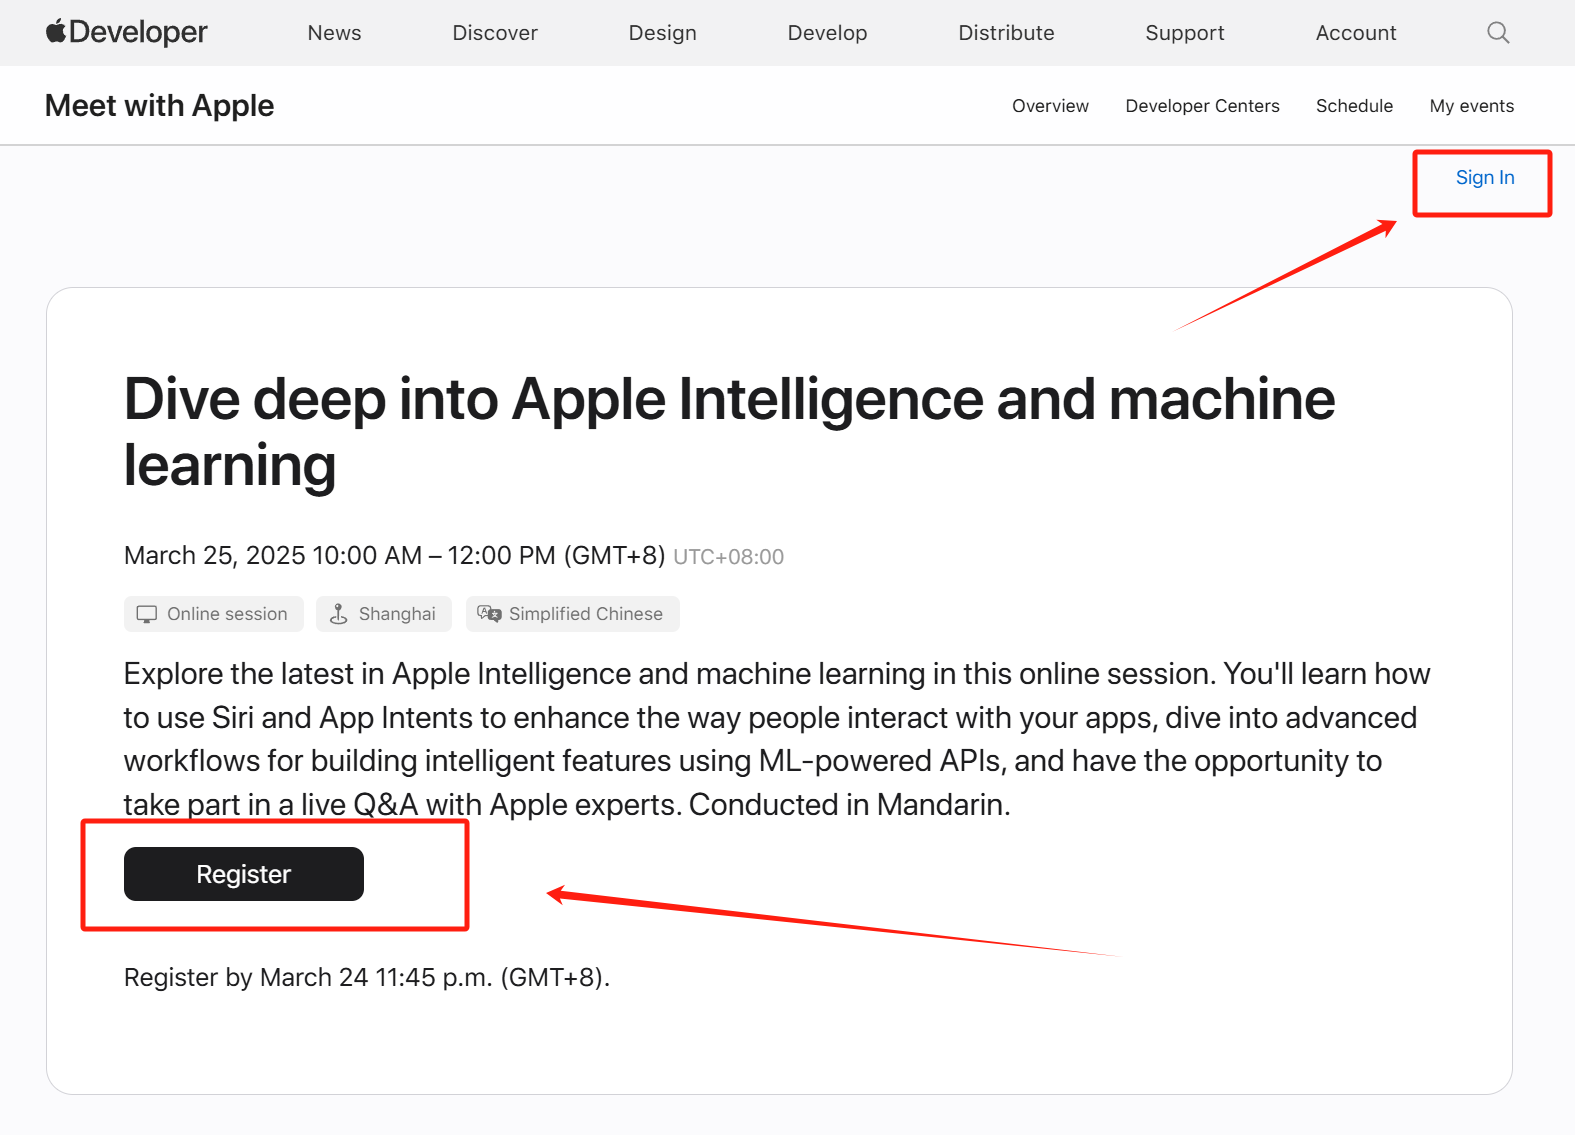 Developer News Discover Design Develop Distribute Support Account
Meet with Apple Overview Developer Centers Schedule My events
Sign In
Dive deep into Apple Intelligence and machine
learning
March 25, 2025 10:00 AM – 12:00 PM (GMT+8) UTC+08:00
Online session Shanghai Simplified Chinese
Explore the latest in Apple Intelligence and machine learning in this online session. You'll learn how
to use Siri and App Intents to enhance the way people interact with your apps, dive into advanced
workflows for building intelligent features using ML-powered APIs, and have the opportunity to
take part in a live Q&A with Apple experts. Conducted in Mandarin.
Register
Register by March 24 11:45 p.m. (GMT+8).